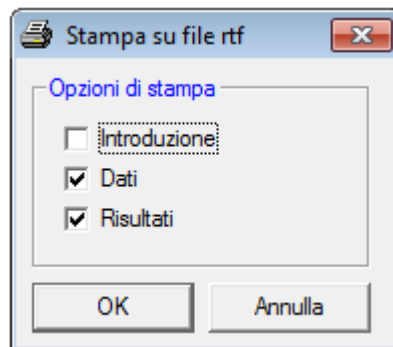 Stampa su file rtf
Opzioni di stampa
Introduzione
Dati
Risultati
OK Annulla